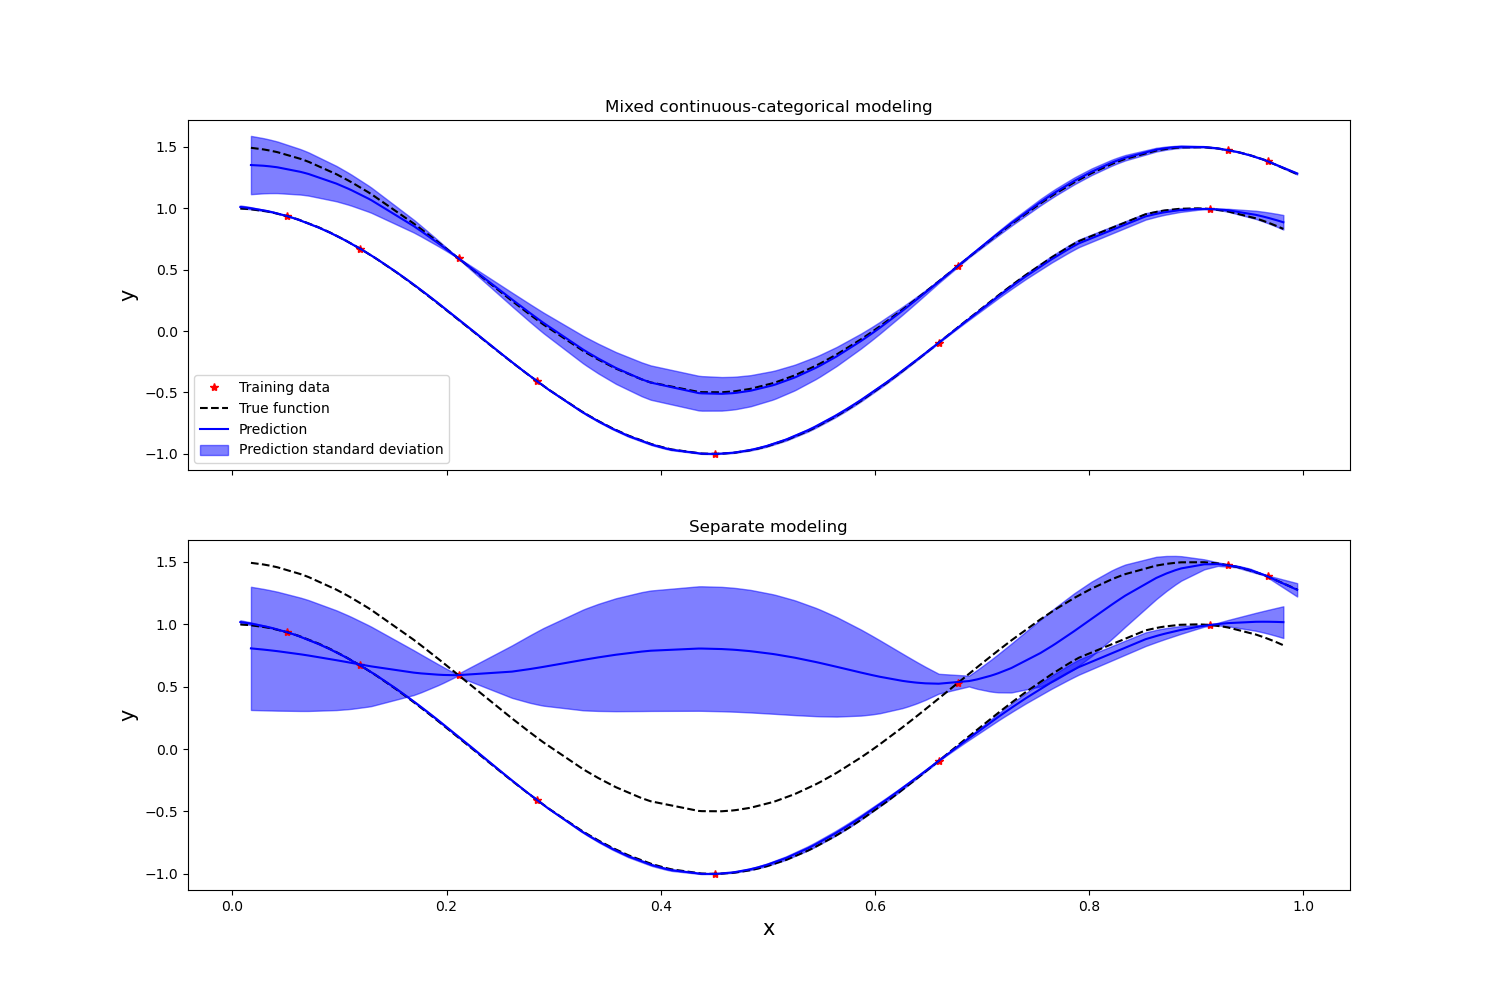 Mixed continuous-categorical modeling
1.5
1.0
0.5
0.0
−0.5
−1.0
y
Training data
True function
Prediction
Prediction standard deviation
Separate modeling
1.5
1.0
0.5
0.0
−0.5
−1.0
y
0.0 0.2 0.4 0.6 0.8 1.0
x